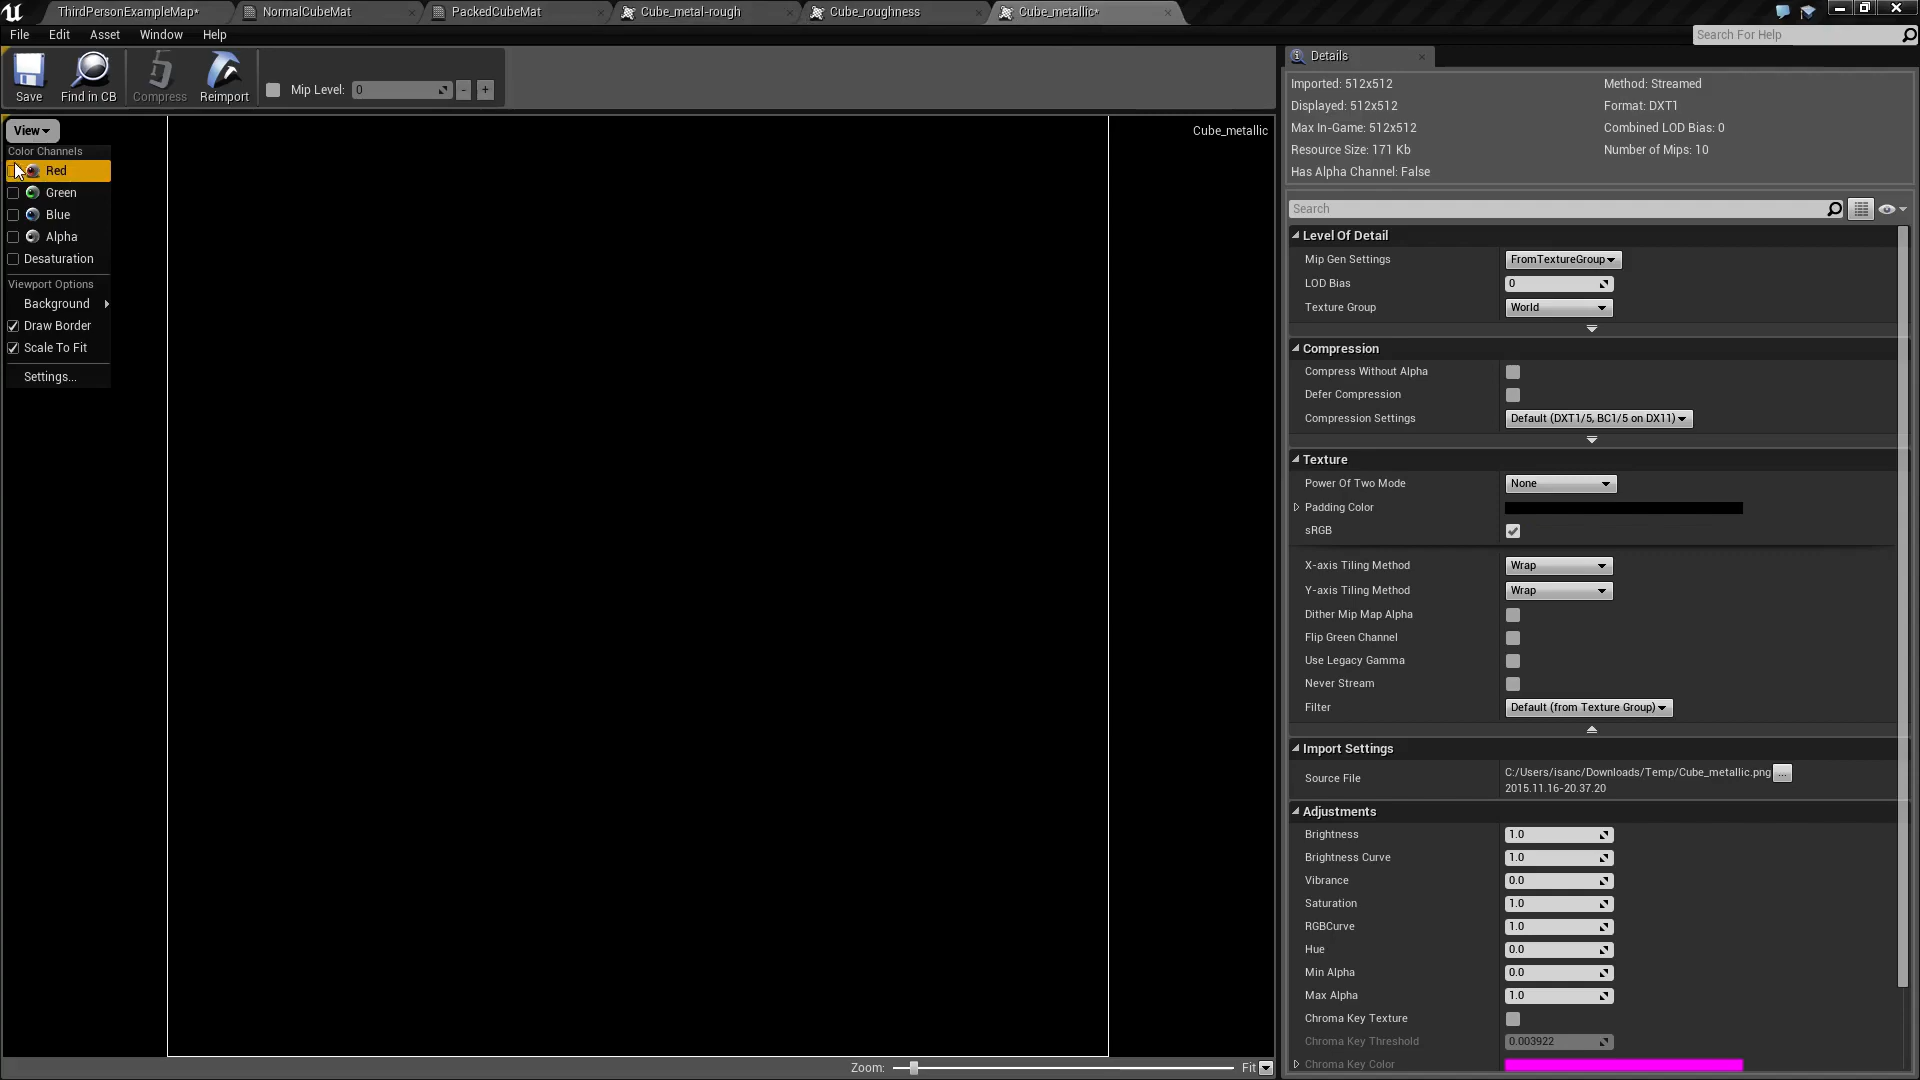 ThirdPersonExampleMap*
NormalCubeMat
PackedCubeMat
Cube_metal-rough
Cube_roughness
Cube_metallic*
File Edit Asset Window Help
Search For Help
Save
Find in CB
Compress
Reimport
Mip Level: 0 - +
View
Cube_metallic
Color Channels
Red
Green
Blue
Alpha
Desaturation
Viewport Options
Background
Draw Border
Scale To Fit
Settings...
Zoom:
Fit
Details
Imported: 512x512
Method: Streamed
Displayed: 512x512
Format: DXT1
Max In-Game: 512x512
Combined LOD Bias: 0
Resource Size: 171 Kb
Number of Mips: 10
Has Alpha Channel: False
Search
Level Of Detail
Mip Gen Settings FromTextureGroup
LOD Bias 0
Texture Group World
Compression
Compress Without Alpha
Defer Compression
Compression Settings Default (DXT1/5, BC1/5 on DX11)
Texture
Power Of Two Mode None
Padding Color
sRGB
X-axis Tiling Method Wrap
Y-axis Tiling Method Wrap
Dither Mip Map Alpha
Flip Green Channel
Use Legacy Gamma
Never Stream
Filter Default (from Texture Group)
Import Settings
Source File C:/Users/isanc/Downloads/Temp/Cube_metallic.png ...
2015.11.16-20.37.20
Adjustments
Brightness 1.0
Brightness Curve 1.0
Vibrance 0.0
Saturation 1.0
RGBCurve 1.0
Hue 0.0
Min Alpha 0.0
Max Alpha 1.0
Chroma Key Texture
Chroma Key Threshold 0.003922
Chroma Key Color